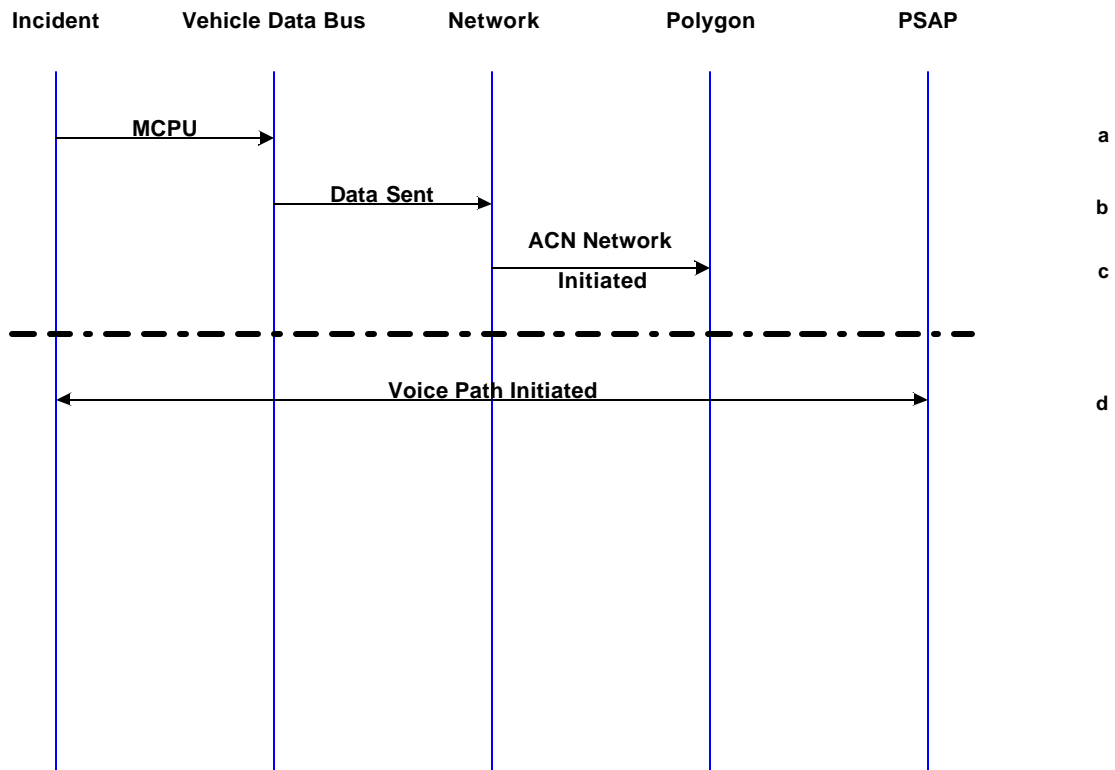 Incident Vehicle Data Bus Network Polygon PSAP
MCPU a
Data Sent b
ACN Network
Initiated c
Voice Path Initiated d